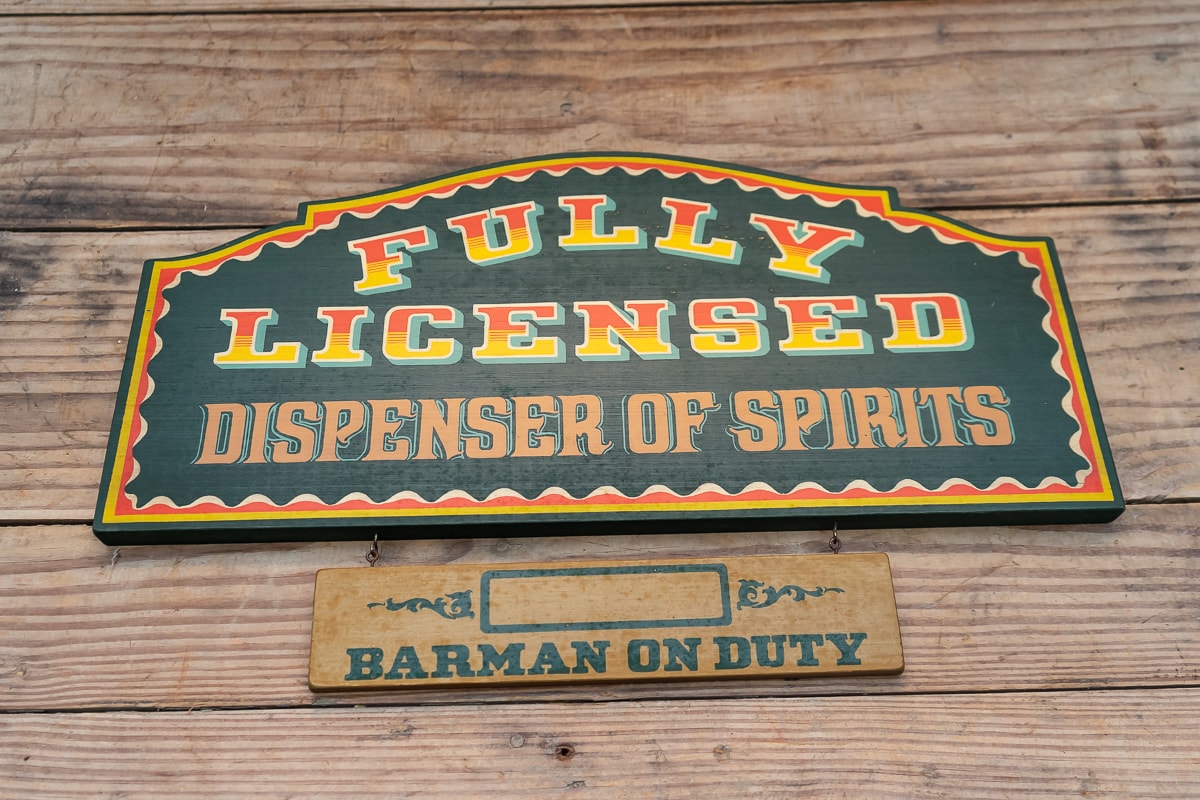 FULLY
LICENSED
DISPENSER OF SPIRITS
BARMAN ON DUTY